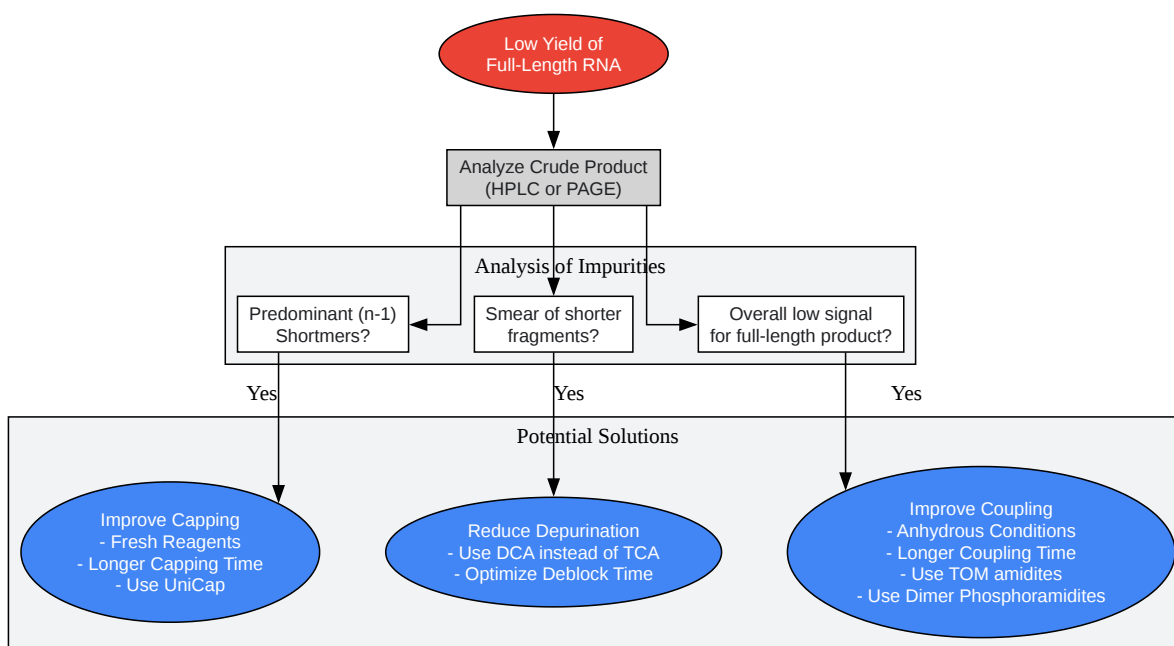 Low Yield of
Full-Length RNA
Analyze Crude Product
(HPLC or PAGE)
Analysis of Impurities
Predominant (n-1)
Shortmers?
Smear of shorter
fragments?
Overall low signal
for full-length product?
Yes
Yes
Yes
Potential Solutions
Improve Capping
- Fresh Reagents
- Longer Capping Time
- Use UniCap
Reduce Depurination
- Use DCA instead of TCA
- Optimize Deblock Time
Improve Coupling
- Anhydrous Conditions
- Longer Coupling Time
- Use TOM amidites
- Use Dimer Phosphoramidites